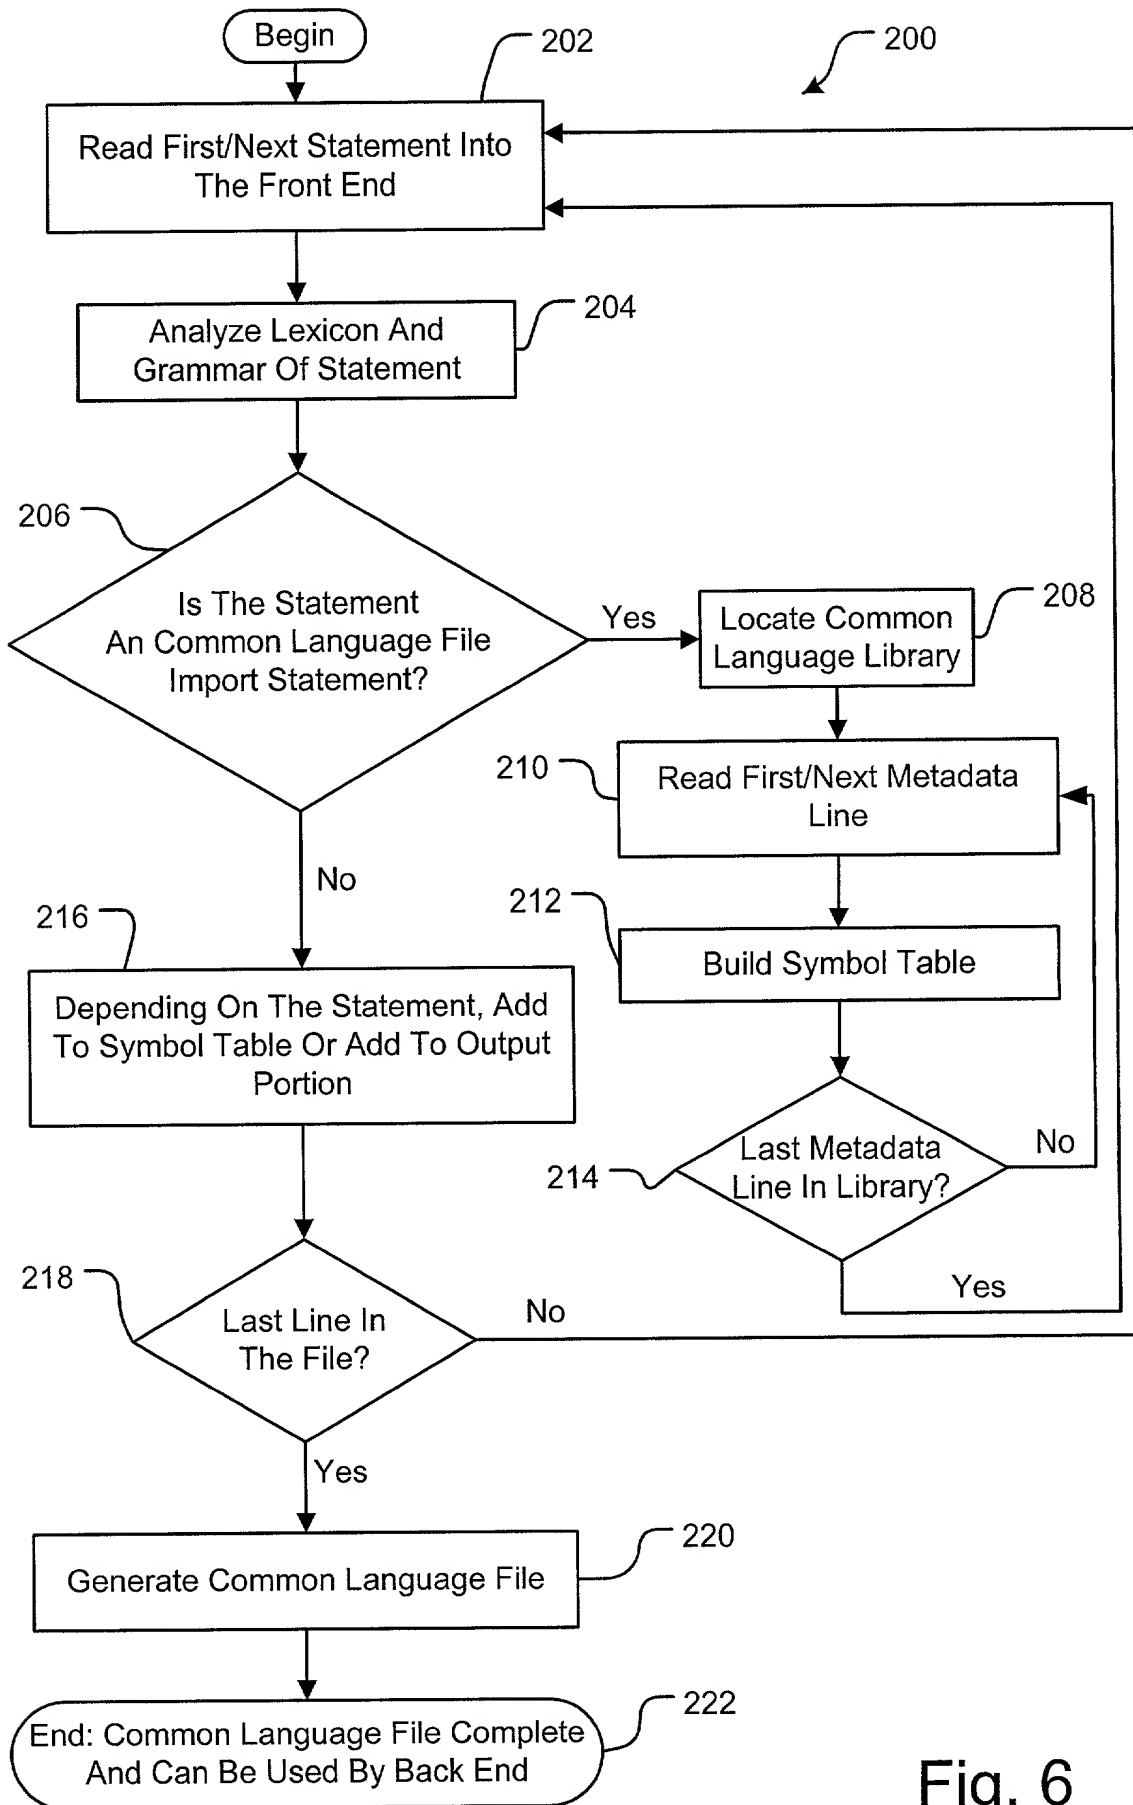 Begin
202
200
Read First/Next Statement Into
The Front End
204
Analyze Lexicon And
Grammar Of Statement
206
Is The Statement
An Common Language File
Import Statement?
Yes
208
Locate Common
Language Library
210
Read First/Next Metadata
Line
No
212
Build Symbol Table
216
Depending On The Statement, Add
To Symbol Table Or Add To Output
Portion
214
Last Metadata
Line In Library?
No
Yes
218
Last Line In
The File?
No
Yes
220
Generate Common Language File
222
End: Common Language File Complete
And Can Be Used By Back End
Fig. 6